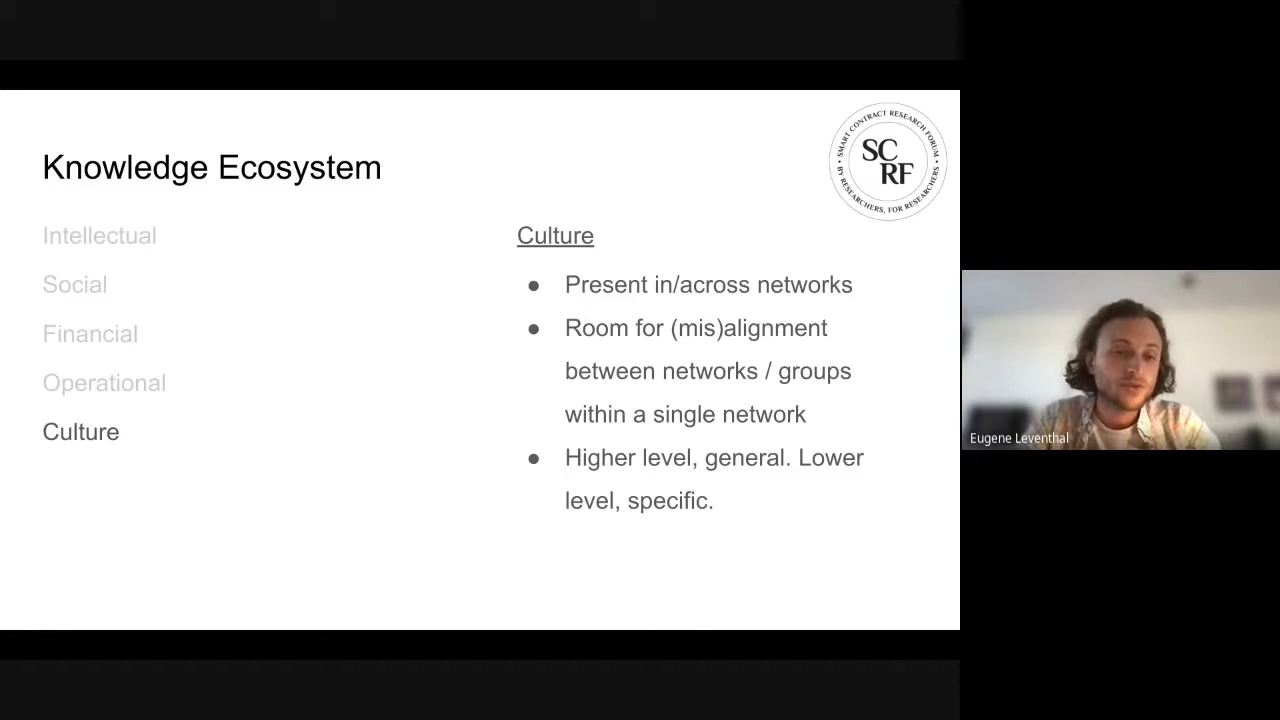 Knowledge Ecosystem
Intellectual
Social
Financial
Operational
Culture
Culture
● Present in/across networks
● Room for (mis)alignment
between networks / groups
within a single network
● Higher level, general. Lower
level, specific.
SMART CONTRACT RESEARCH FORUM
• BY RESEARCHERS, FOR RESEARCHERS •
SC
RF
Eugene Leventhal